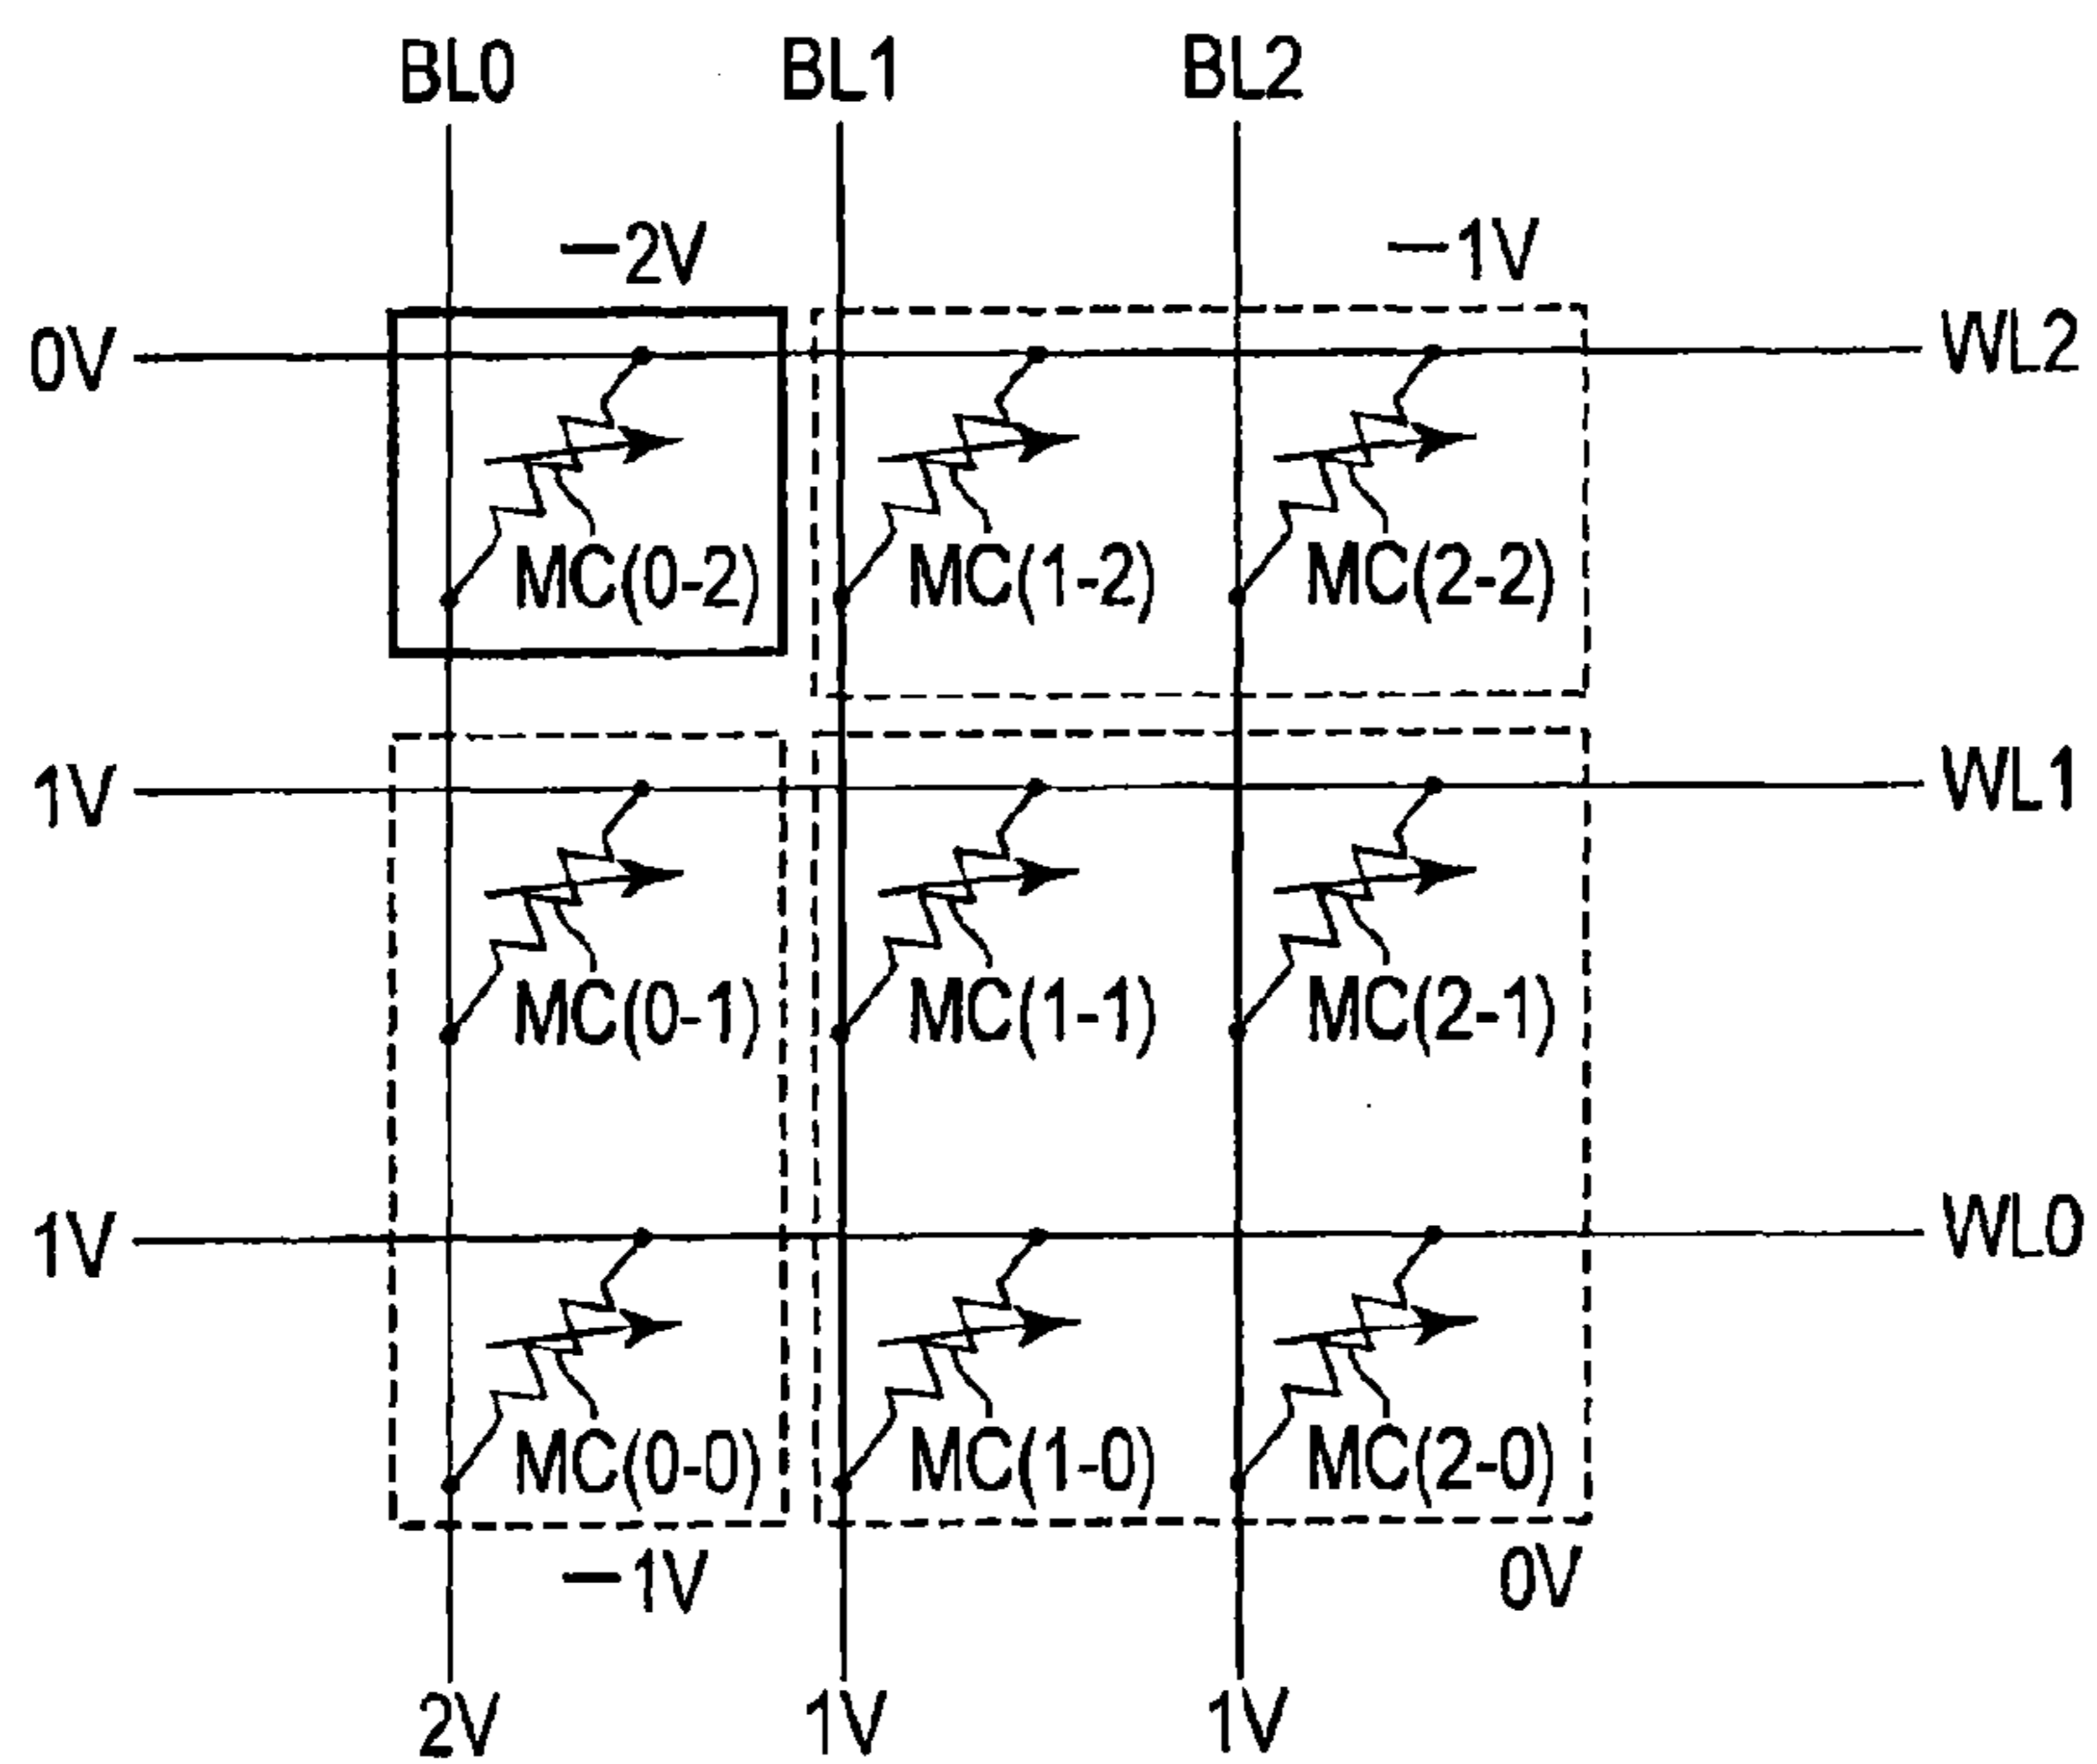 BL0 BL1 BL2
−2V −1V
0V WL2
MC(0-2) MC(1-2) MC(2-2)
1V WL1
MC(0-1) MC(1-1) MC(2-1)
1V WL0
MC(0-0) MC(1-0) MC(2-0)
−1V 0V
2V 1V 1V